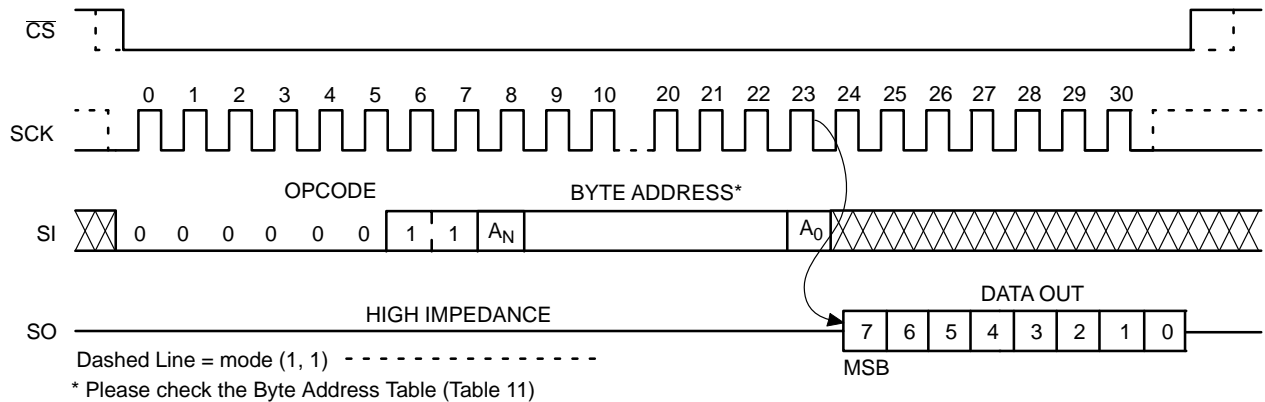 CS
0 1 2 3 4 5 6 7 8 9 10 20 21 22 23 24 25 26 27 28 29 30
SCK
OPCODE BYTE ADDRESS*
SI 0 0 0 0 0 0 1 1 AN A0
DATA OUT
HIGH IMPEDANCE
SO 7 6 5 4 3 2 1 0
Dashed Line = mode (1, 1) - - - - - - - - - - - - - - -
MSB
* Please check the Byte Address Table (Table 11)